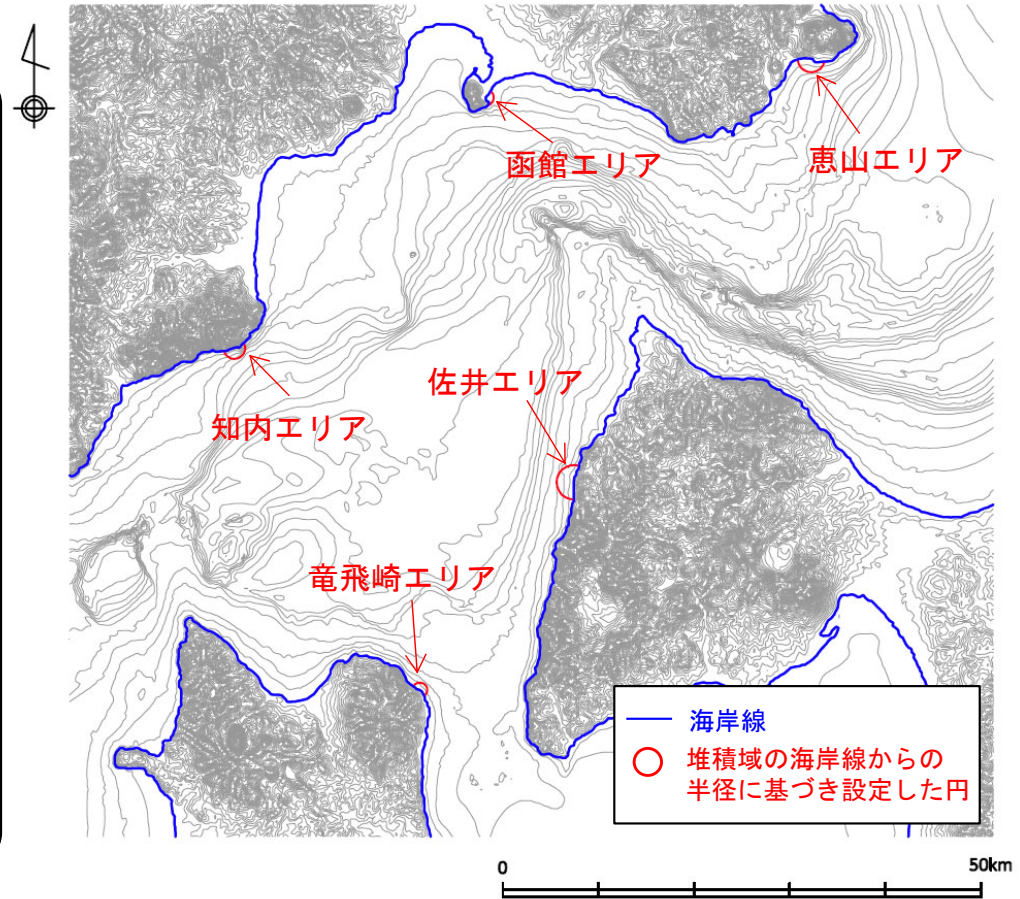 函館エリア
恵山エリア
佐井エリア
知内エリア
竜飛崎エリア
海岸線
堆積域の海岸線からの
半径に基づき設定した円
0
50km